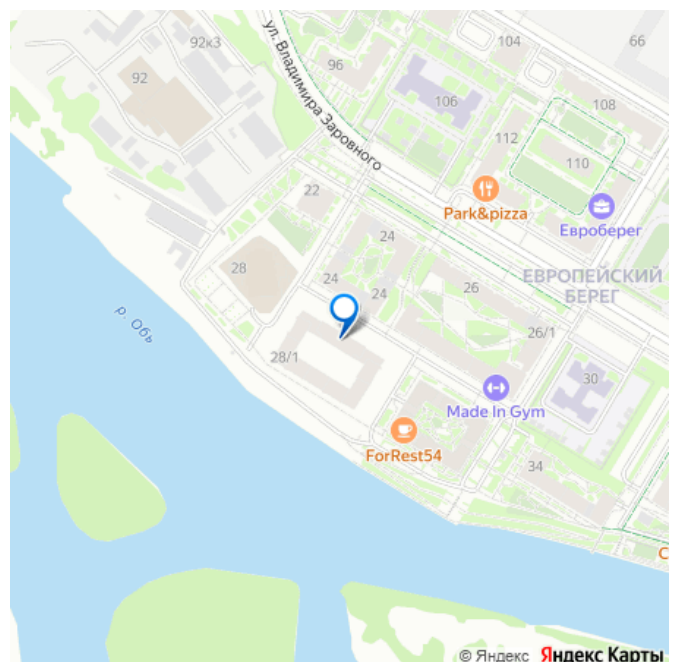 92к3
104
66
92
96
ул. Владимира Заровного
106
108
112
110
22
Park&pizza
Евроберег
24
28
24
24
26
ЕВРОПЕЙСКИЙ
БЕРЕГ
р. Обь
26/1
28/1
30
Made In Gym
ForRest54
34
С
© Яндекс Яндекс Карты